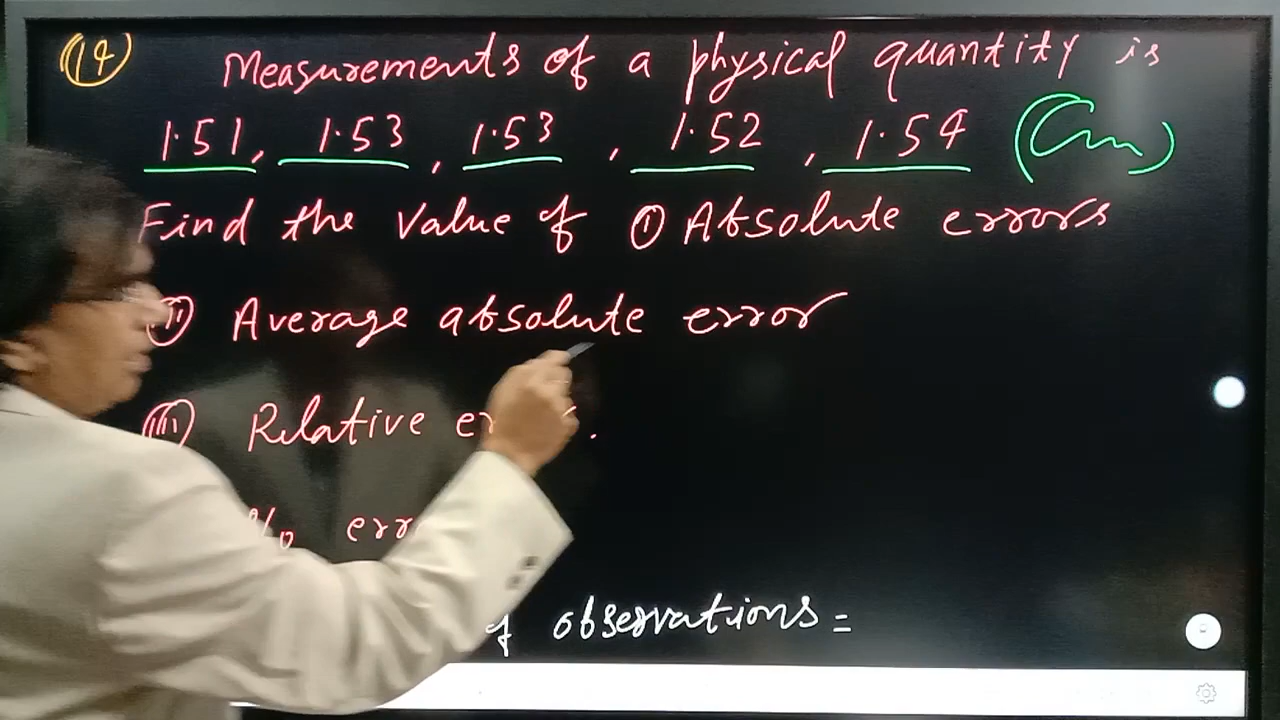 (14) Measurements of a physical quantity is
1.51, 1.53, 1.53, 1.52, 1.54 (Cm)
Find the value of (I) Absolute errors
(II) Average absolute error
(III) Relative
%
of observations =